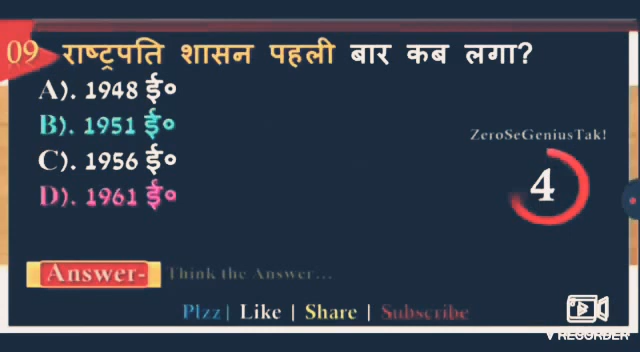 09 राष्ट्रपति शासन पहली बार कब लगा?
A). 1948 ई०
B). 1951 ई०
C). 1956 ई०
D). 1961 ई०
ZeroSeGeniusTak!
4
Answer- Think the Answer...
Plzz| Like | Share | Subscribe
V RECORDER